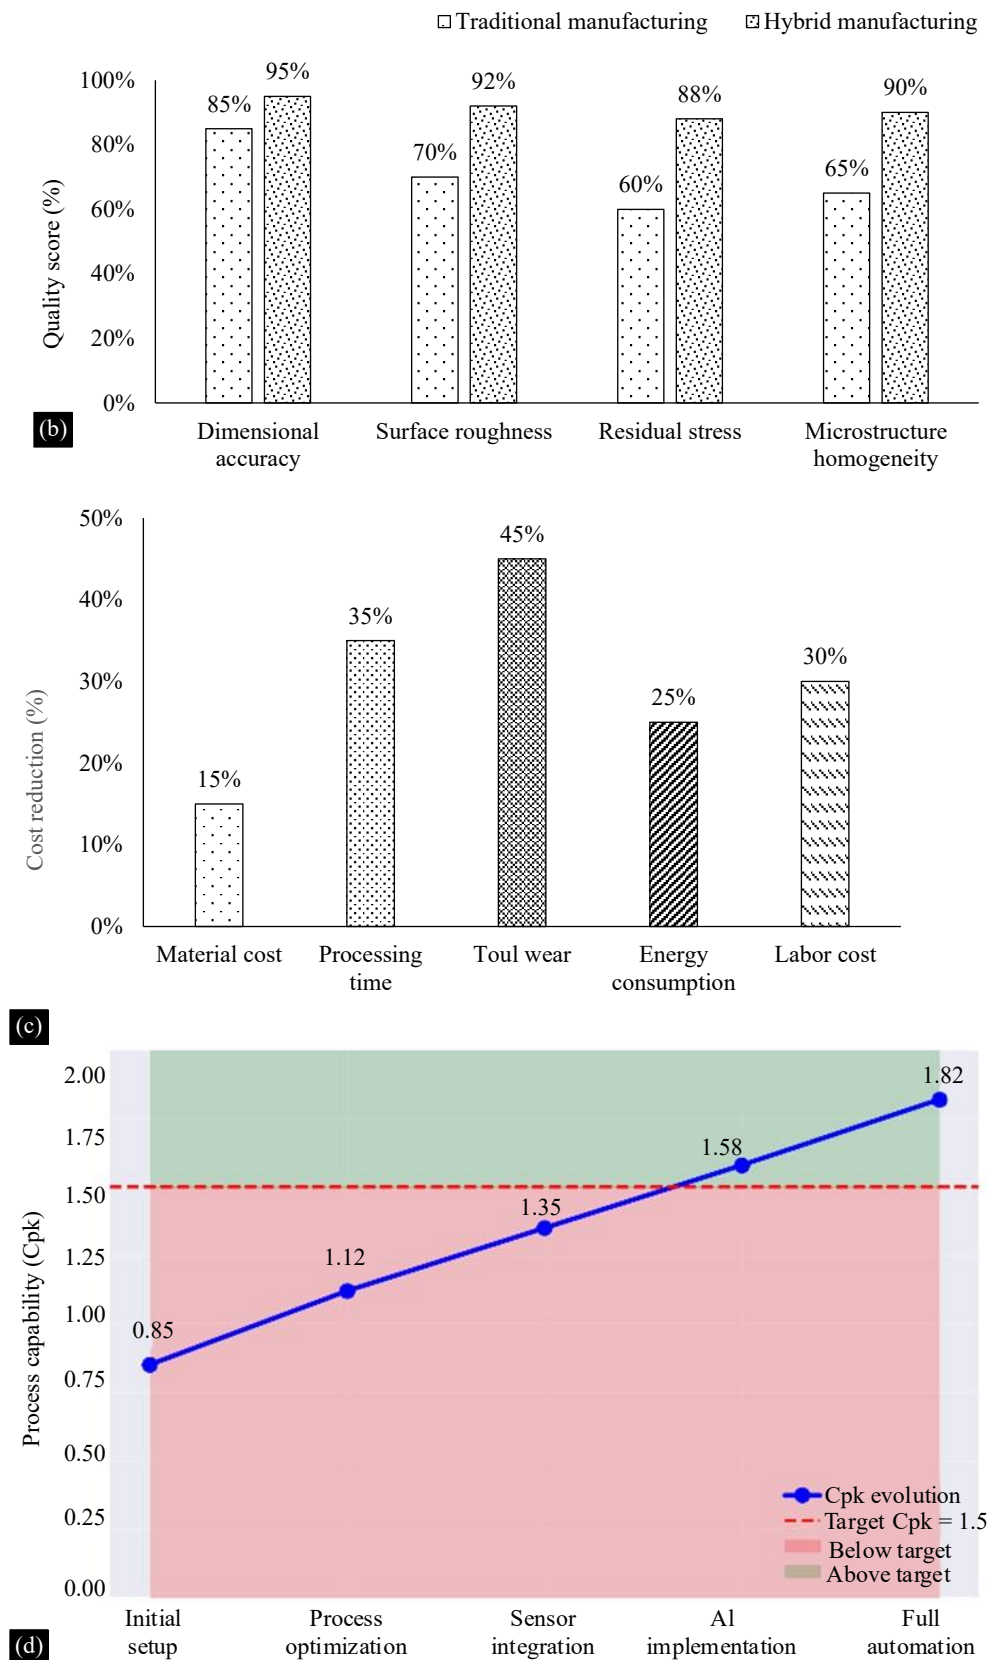 Traditional manufacturing Hybrid manufacturing
100%
80%
60%
40%
20%
0%
Quality score (%)
85%
95%
70%
92%
60%
88%
65%
90%
(b)
Dimensional accuracy
Surface roughness
Residual stress
Microstructure homogeneity
50%
40%
30%
20%
10%
0%
Cost reduction (%)
15%
35%
45%
25%
30%
Material cost
Processing time
Toul wear
Energy consumption
Labor cost
(c)
2.00
1.75
1.50
1.25
1.00
0.75
0.50
0.25
0.00
Process capability (Cpk)
0.85
1.12
1.35
1.58
1.82
Cpk evolution
Target Cpk = 1.5
Below target
Above target
Initial setup
Process optimization
Sensor integration
A1 implementation
Full automation
(d)